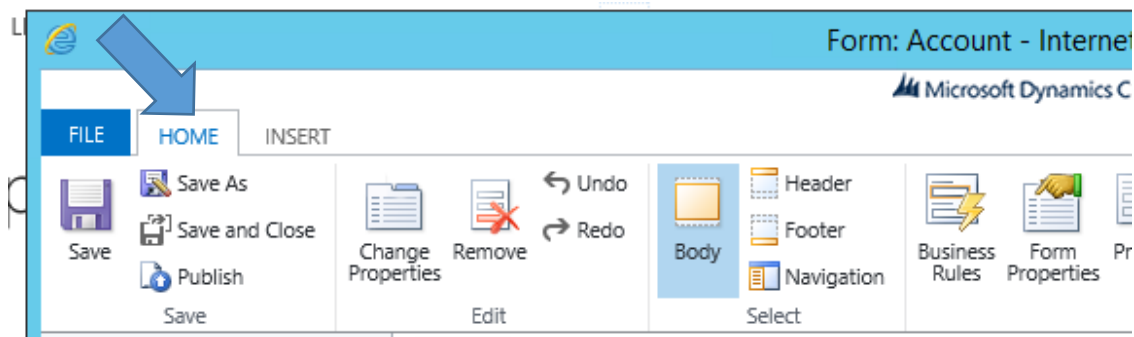 Form: Account - Internet
Microsoft Dynamics C
FILE HOME INSERT
Save
Save As
Save and Close
Publish
Save
Change
Properties
Remove
Undo
Redo
Edit
Body
Header
Footer
Navigation
Select
Business
Rules
Form
Properties
Pr